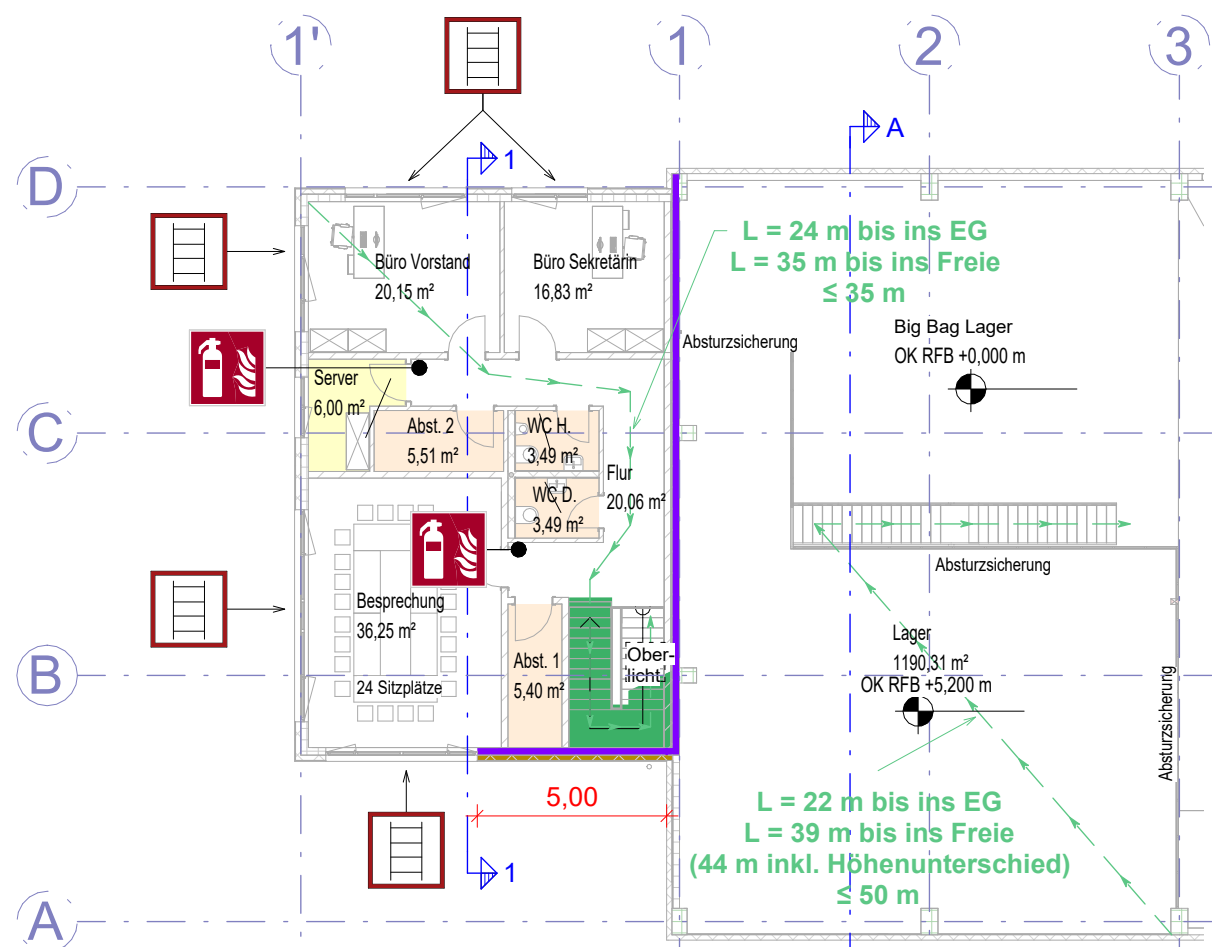 1'
1
2
3
A
1
D
L = 24 m bis ins EG
L = 35 m bis ins Freie
≤ 35 m
Büro Vorstand
20,15 m²
Büro Sekretärin
16,83 m²
Absturzsicherung
Big Bag Lager
OK RFB +0,000 m
Server
6,00 m²
C
Abst. 2
5,51 m²
WC H.
3,49 m²
Flur
20,06 m²
WC D.
3,49 m²
Absturzsicherung
Besprechung
36,25 m²
24 Sitzplätze
Abst. 1
5,40 m²
Ober-
licht
B
Lager
1190,31 m²
OK RFB +5,200 m
Absturzsicherung
5,00
L = 22 m bis ins EG
L = 39 m bis ins Freie
(44 m inkl. Höhenunterschied)
≤ 50 m
1
A
A